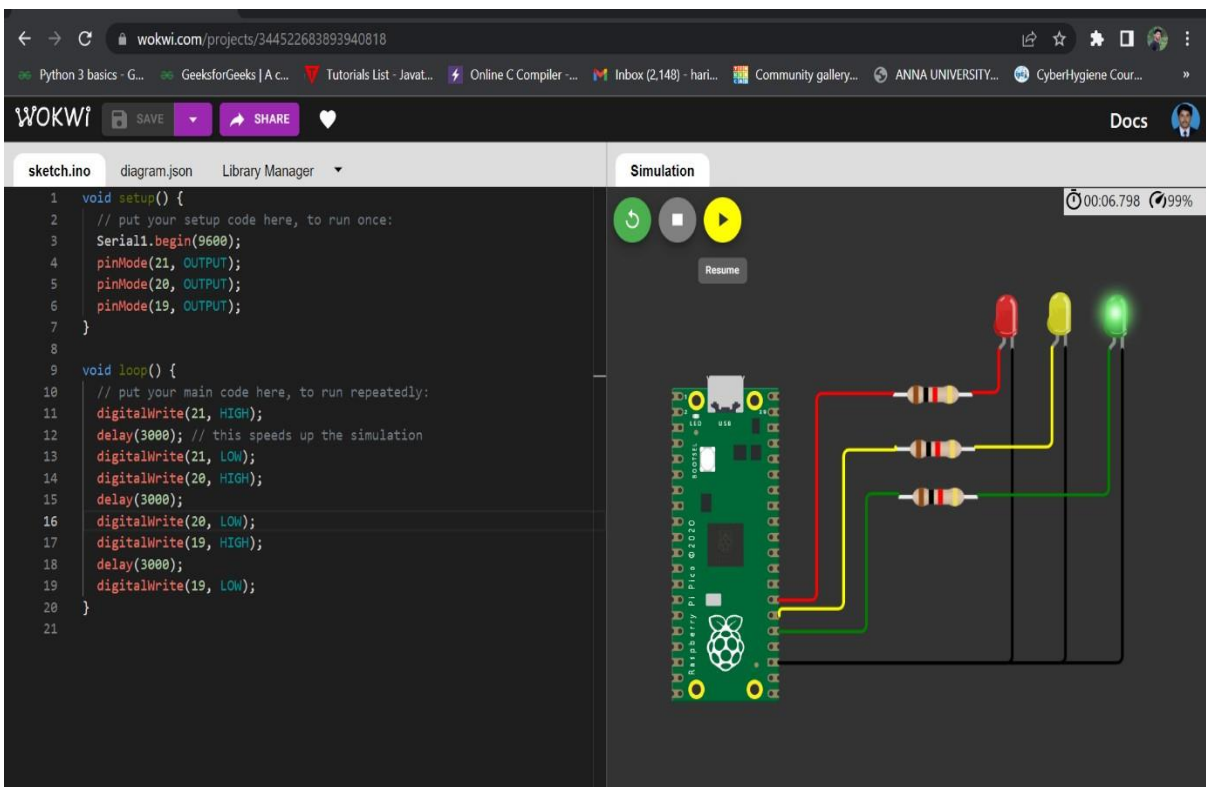 wokwi.com/projects/344522683893940818
Python 3 basics - G... GeeksforGeeks | A c... Tutorials List - Javat... Online C Compiler -... Inbox (2,148) - hari... Community gallery... ANNA UNIVERSITY... CyberHygiene Cour... »
WOKWi SAVE SHARE Docs
sketch.ino diagram.json Library Manager Simulation
00:06.798 99%
Resume
1 void setup() {
2 // put your setup code here, to run once:
3 Serial1.begin(9600);
4 pinMode(21, OUTPUT);
5 pinMode(20, OUTPUT);
6 pinMode(19, OUTPUT);
7 }
8
9 void loop() {
10 // put your main code here, to run repeatedly:
11 digitalWrite(21, HIGH);
12 delay(3000); // this speeds up the simulation
13 digitalWrite(21, LOW);
14 digitalWrite(20, HIGH);
15 delay(3000);
16 digitalWrite(20, LOW);
17 digitalWrite(19, HIGH);
18 delay(3000);
19 digitalWrite(19, LOW);
20 }
21
LED USB
BOOTSEL
Raspberry Pi Pico ©2020